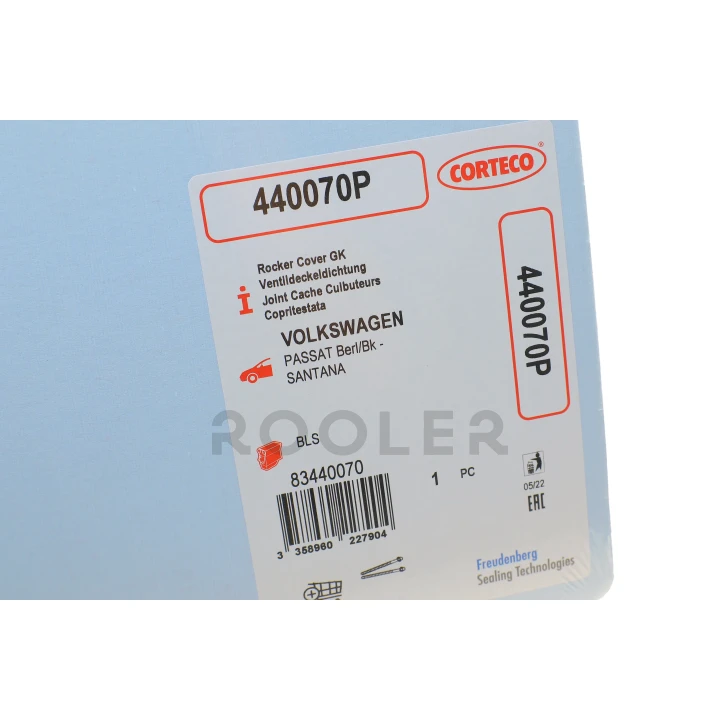 440070P
CORTECO®
Rocker Cover GK
Ventildeckeldichtung
Joint Cache Culbuteurs
Copritestata
i
440070P
VOLKSWAGEN
PASSAT Berl/Bk -
SANTANA
ROOLER
BLS
83440070
1 PC
05/22
EAC
3 358960 227904
Freudenberg
Sealing Technologies